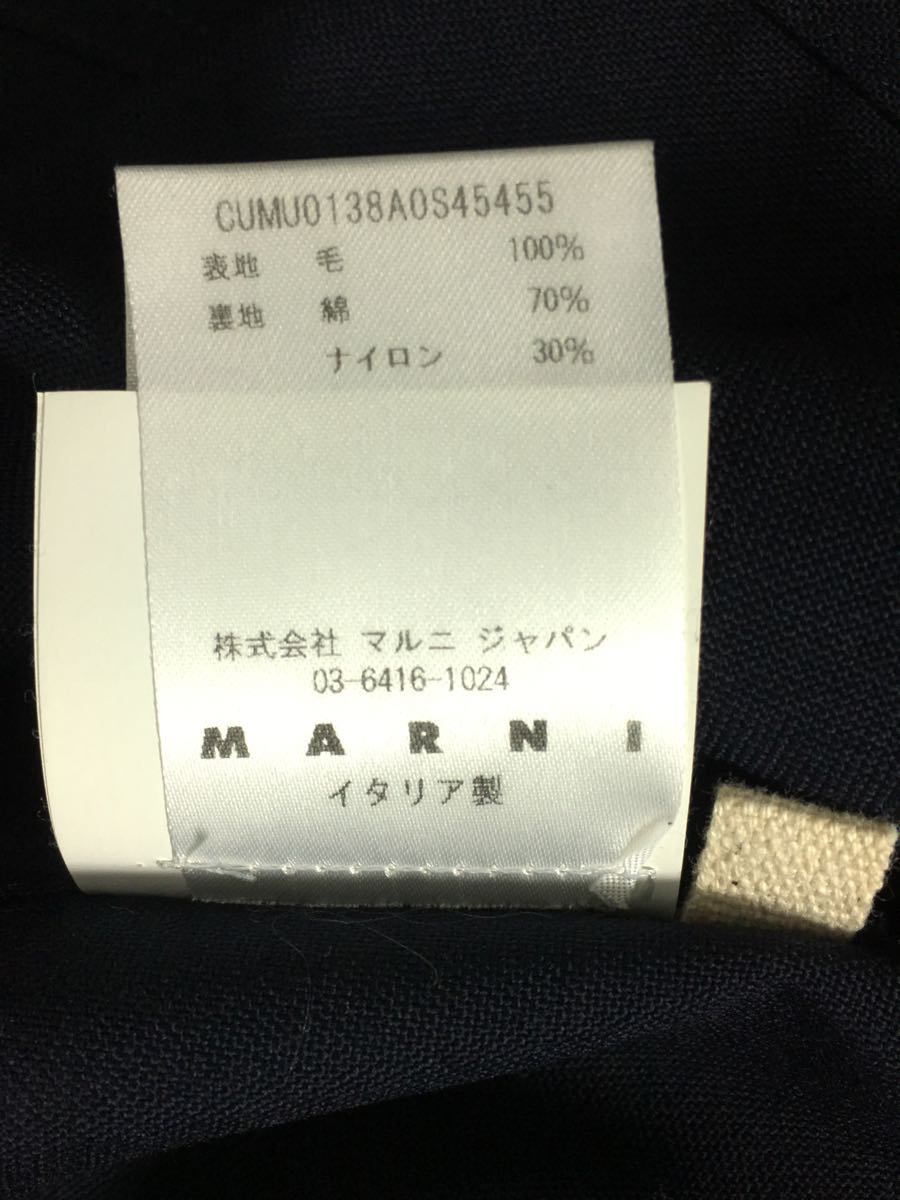 CUMU0138A0S45455
表地 毛 100%
裏地 綿 70%
ナイロン 30%
株式会社 マルニ ジャパン
03-6416-1024
MARNI
イタリア製